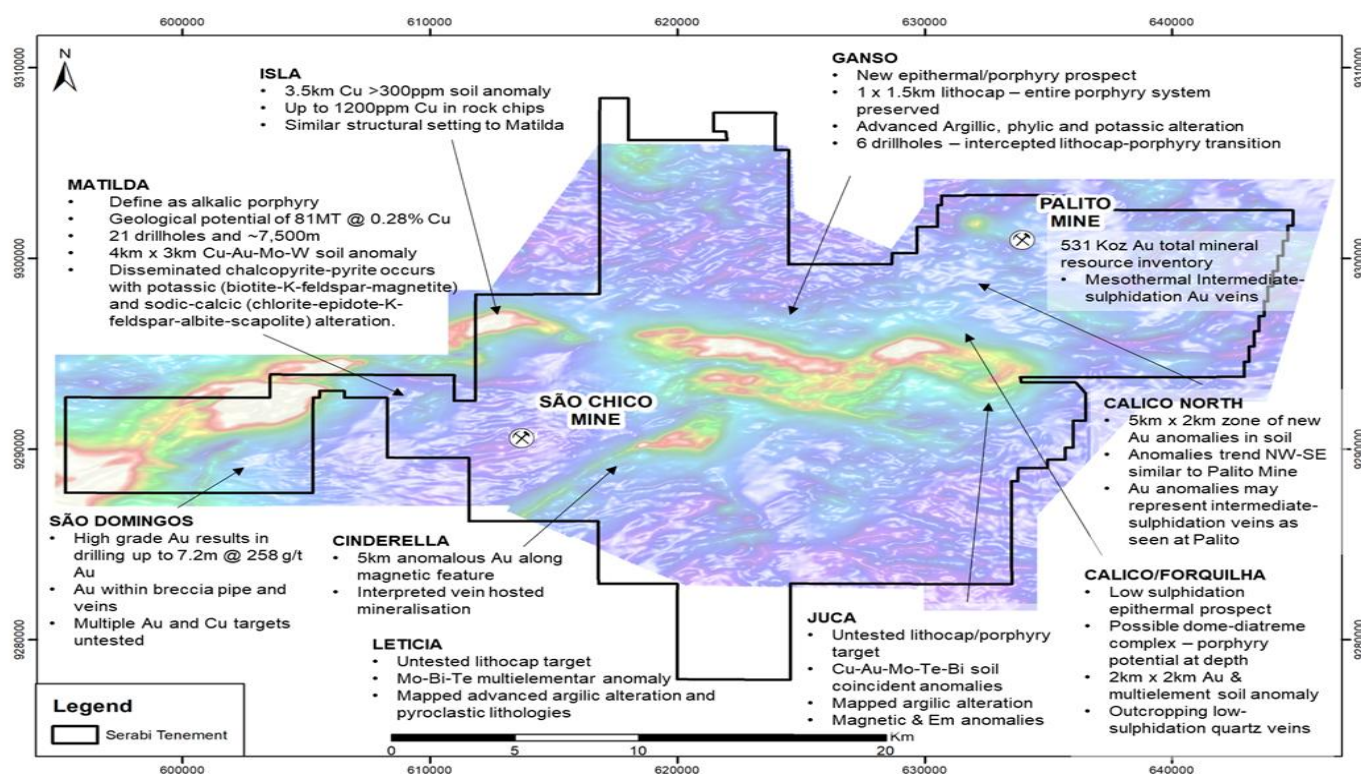 600000 610000 620000 630000 640000
9310000
9300000
9290000
9280000
9310000
9300000
9290000
9280000
N
ISLA
• 3.5km Cu >300ppm soil anomaly
• Up to 1200ppm Cu in rock chips
• Similar structural setting to Matilda
GANSO
• New epithermal/porphyry prospect
• 1 x 1.5km lithocap – entire porphyry system
preserved
• Advanced Argillic, phylic and potassic alteration
• 6 drillholes – intercepted lithocap-porphyry transition
MATILDA
• Define as alkalic porphyry
• Geological potential of 81MT @ 0.28% Cu
• 21 drillholes and ~7,500m
• 4km x 3km Cu-Au-Mo-W soil anomaly
• Disseminated chalcopyrite-pyrite occurs
with potassic (biotite-K-feldspar-magnetite)
and sodic-calcic (chlorite-epidote-K-
feldspar-albite-scapolite) alteration.
PALITO
MINE
531 Koz Au total mineral
resource inventory
• Mesothermal Intermediate-
sulphidation Au veins
SÃO CHICO
MINE
CALICO NORTH
• 5km x 2km zone of new
Au anomalies in soil
• Anomalies trend NW-SE
similar to Palito Mine
• Au anomalies may
represent intermediate-
sulphidation veins as
seen at Palito
SÃO DOMINGOS
• High grade Au results in
drilling up to 7.2m @ 258 g/t
Au
• Au within breccia pipe and
veins
• Multiple Au and Cu targets
untested
CINDERELLA
• 5km anomalous Au along
magnetic feature
• Interpreted vein hosted
mineralisation
LETICIA
• Untested lithocap target
• Mo-Bi-Te multielementar anomaly
• Mapped advanced argilic alteration and
pyroclastic lithologies
JUCA
• Untested lithocap/porphyry
target
• Cu-Au-Mo-Te-Bi soil
coincident anomalies
• Mapped argilic alteration
• Magnetic & Em anomalies
CALICO/FORQUILHA
• Low sulphidation
epithermal prospect
• Possible dome-diatreme
complex – porphyry
potential at depth
• 2km x 2km Au &
multielement soil anomaly
• Outcropping low-
sulphidation quartz veins
Legend
Serabi Tenement
Km
0 5 10 20
600000 610000 620000 630000 640000